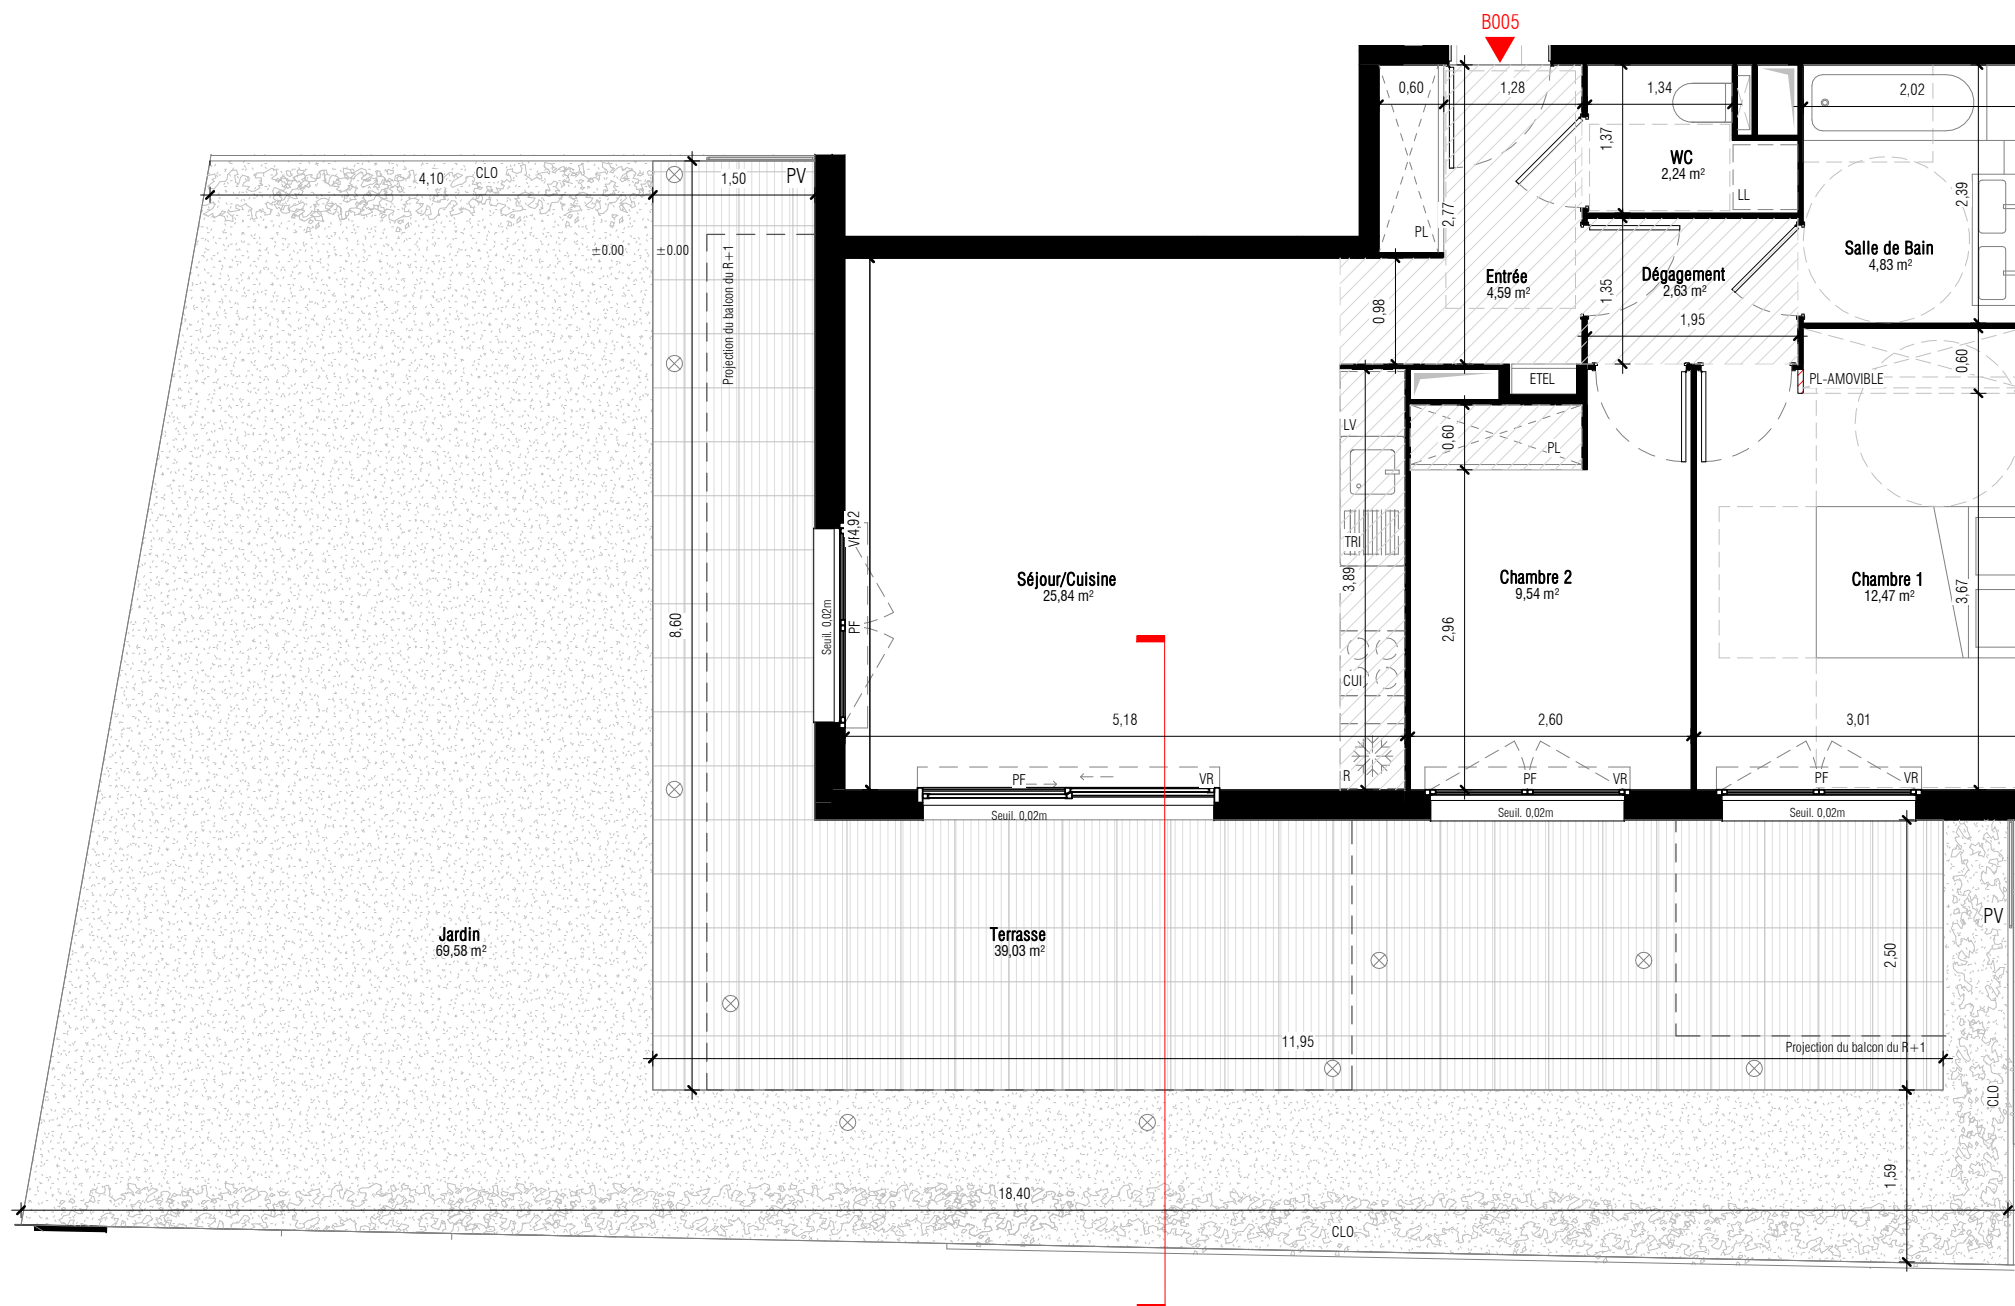 B005
0,60
1,28
1,34
2,02
1,37
WC
2,24 m²
LL
2,39
CLO
4,10
1,50
PV
2,77
PL
±0.00
±0.00
Projection du balcon du R+1
Salle de Bain
4,83 m²
Entrée
4,59 m²
Dégagement
2,63 m²
1,35
0,98
1,95
0,60
ETEL
PL-AMOVIBLE
LV
0,60
PL
4,92
VR
TRI
3,89
Séjour/Cuisine
25,84 m²
Chambre 2
9,54 m²
Chambre 1
12,47 m²
3,67
8,60
Seuil. 0,02m
PF
2,96
CUI
5,18
2,60
3,01
PF
VR
R
PF
VR
PF
VR
Seuil. 0,02m
Seuil. 0,02m
Seuil. 0,02m
PV
Jardin
69,58 m²
Terrasse
39,03 m²
2,50
11,95
Projection du balcon du R+1
CLO
1,59
18,40
CLO